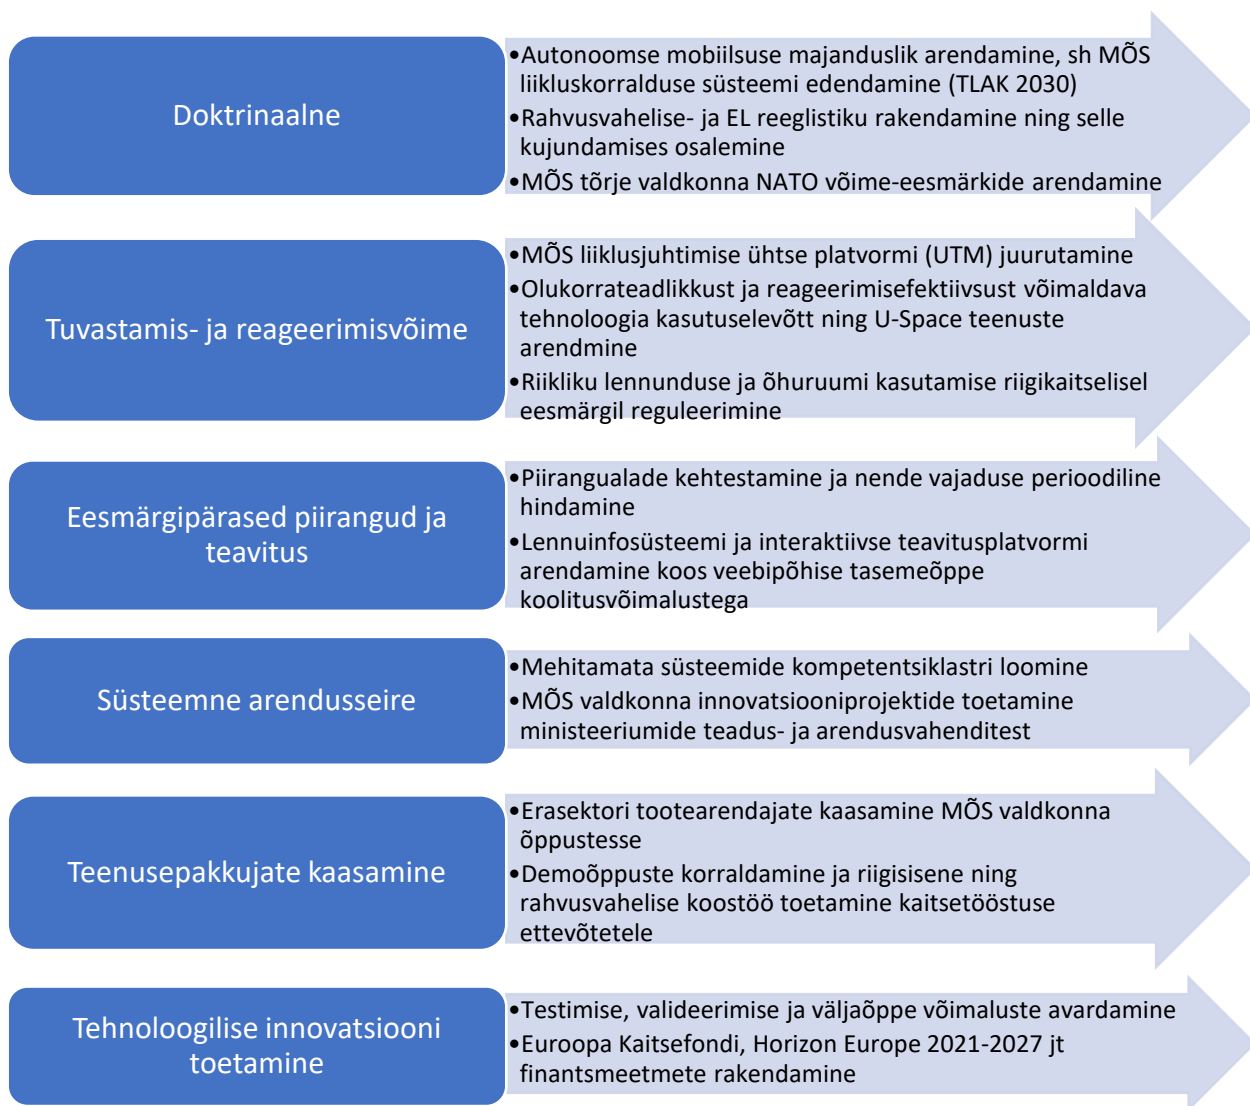 Doktrinaalne
•Autonoomse mobiilsuse majanduslik arendamine, sh MÕS
liikluskorralduse süsteemi edendamine (TLAK 2030)
•Rahvusvahelise- ja EL reeglistiku rakendamine ning selle
kujundamises osalemine
•MÕS tõrje valdkonna NATO võime-eesmärkide arendamine
Tuvastamis- ja reageerimisvõime
•MÕS liiklusjuhtimise ühtse platvormi (UTM) juurutamine
•Olukorrateadlikkust ja reageerimisefektiivsust võimaldava
tehnoloogia kasutuselevõtt ning U-Space teenuste
arendmine
•Riikliku lennunduse ja õhuruumi kasutamise riigikaitselisel
eesmärgil reguleerimine
Eesmärgipärased piirangud ja
teavitus
•Piirangualade kehtestamine ja nende vajaduse perioodiline
hindamine
•Lennuinfosüsteemi ja interaktiivse teavitusplatvormi
arendamine koos veebipõhise tasemeõppe
koolitusvõimalustega
Süsteemne arendusseire
•Mehitamata süsteemide kompetentsiklastri loomine
•MÕS valdkonna innovatsiooniprojektide toetamine
ministeeriumide teadus- ja arendusvahenditest
Teenusepakkujate kaasamine
•Erasektori tootearendajate kaasamine MÕS valdkonna
õppustesse
•Demoõppuste korraldamine ja riigisisene ning
rahvusvahelise koostöö toetamine kaitsetööstuse
ettevõtetele
Tehnoloogilise innovatsiooni
toetamine
•Testimise, valideerimise ja väljaõppe võimaluste avardamine
•Euroopa Kaitsefondi, Horizon Europe 2021-2027 jt
finantsmeetmete rakendamine